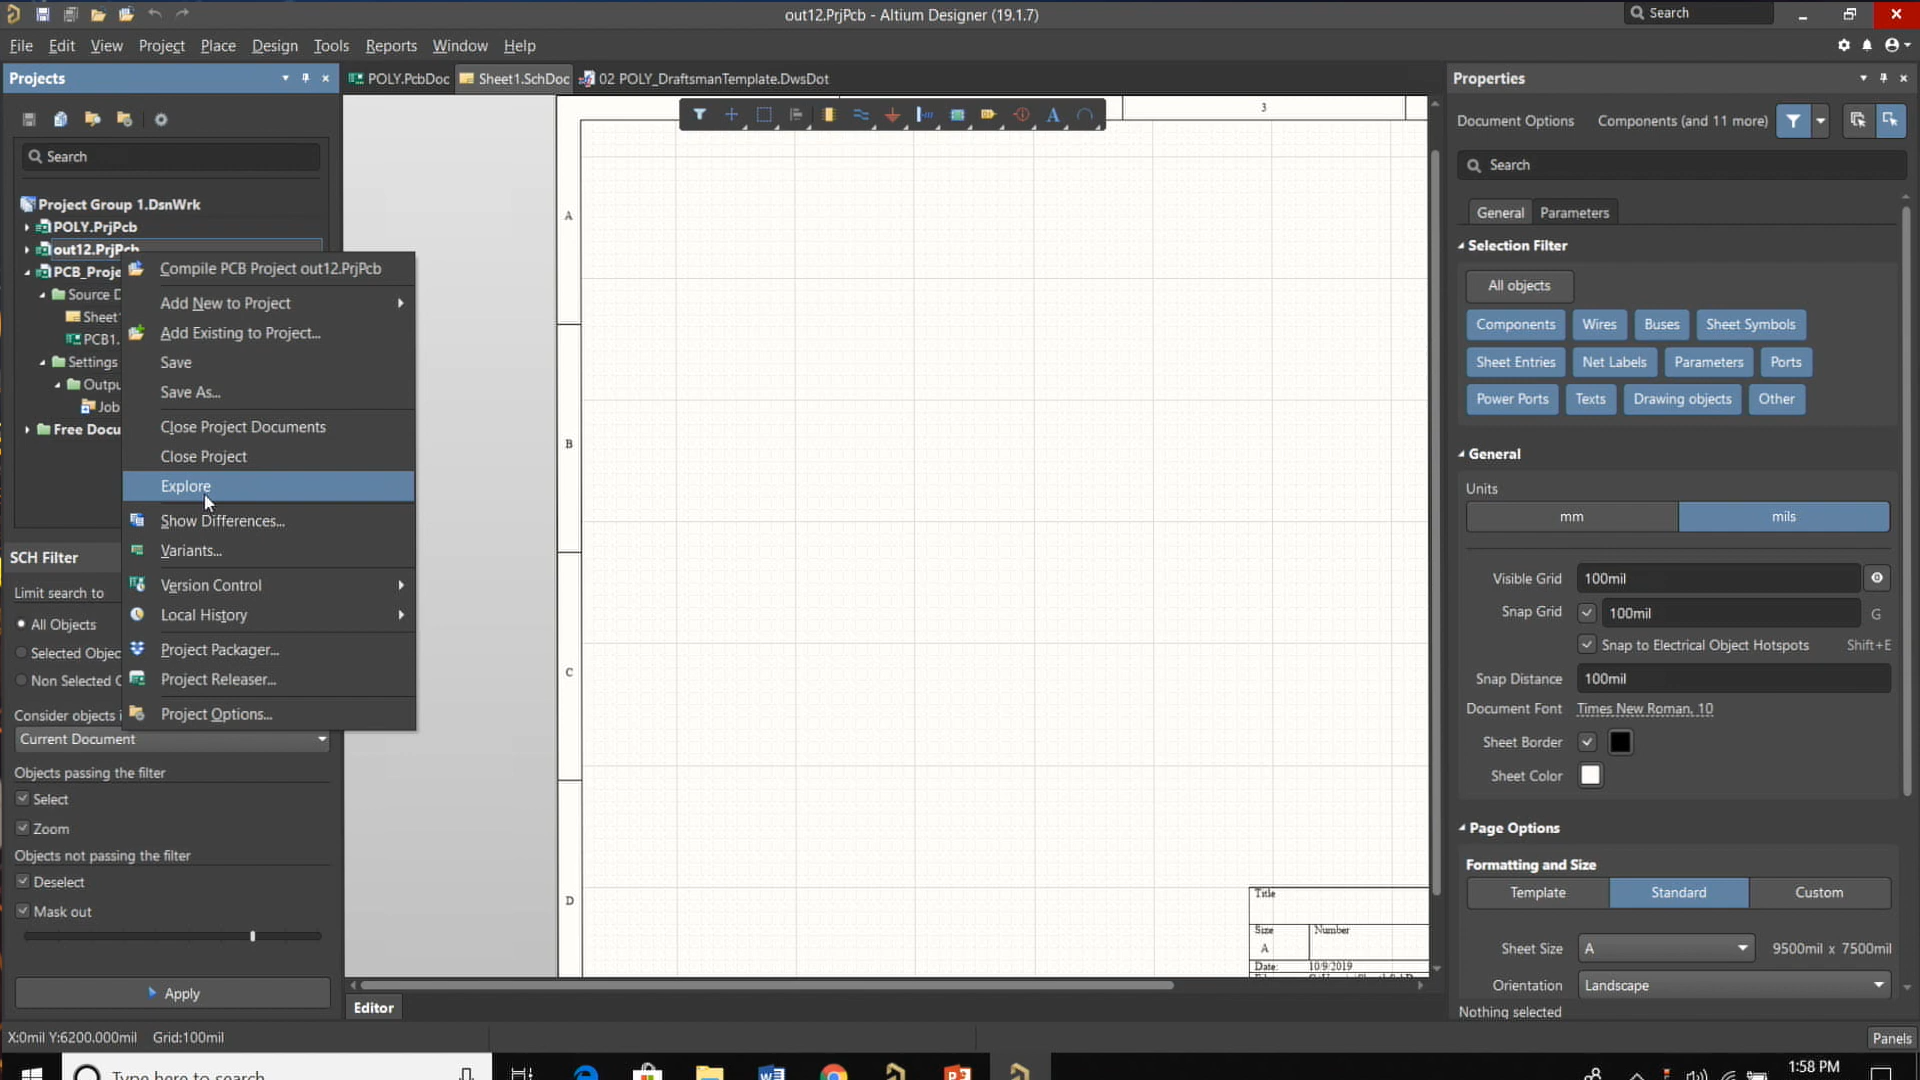 out12.PrjPcb - Altium Designer (19.1.7)
Search
File Edit View Project Place Design Tools Reports Window Help
Projects
POLY.PcbDoc
Sheet1.SchDoc
02 POLY_DraftsmanTemplate.DwsDot
Properties
Search
Project Group 1.DsnWrk
POLY.PrjPcb
out12.PrjPcb
PCB_Proje
Source D
Sheet
PCB1.
Settings
Outpu
Job
Free Docu
Compile PCB Project out12.PrjPcb
Add New to Project
Add Existing to Project...
Save
Save As...
Close Project Documents
Close Project
Explore
Show Differences...
Variants...
Version Control
Local History
Project Packager...
Project Releaser...
Project Options...
SCH Filter
Limit search to
All Objects
Selected Objec
Non Selected O
Consider objects i
Current Document
Objects passing the filter
Select
Zoom
Objects not passing the filter
Deselect
Mask out
Apply
3
A
B
C
D
Title
Size
Number
A
Date:
10/9/2019
Editor
Document Options
Components (and 11 more)
Search
General
Parameters
Selection Filter
All objects
Components Wires Buses Sheet Symbols
Sheet Entries Net Labels Parameters Ports
Power Ports Texts Drawing objects Other
General
Units
mm mils
Visible Grid 100mil
Snap Grid 100mil G
Snap to Electrical Object Hotspots Shift+E
Snap Distance 100mil
Document Font Times New Roman, 10
Sheet Border
Sheet Color
Page Options
Formatting and Size
Template Standard Custom
Sheet Size A 9500mil x 7500mil
Orientation Landscape
Nothing selected
X:0mil Y:6200.000mil Grid:100mil
Panels
Type here to search
1:58 PM